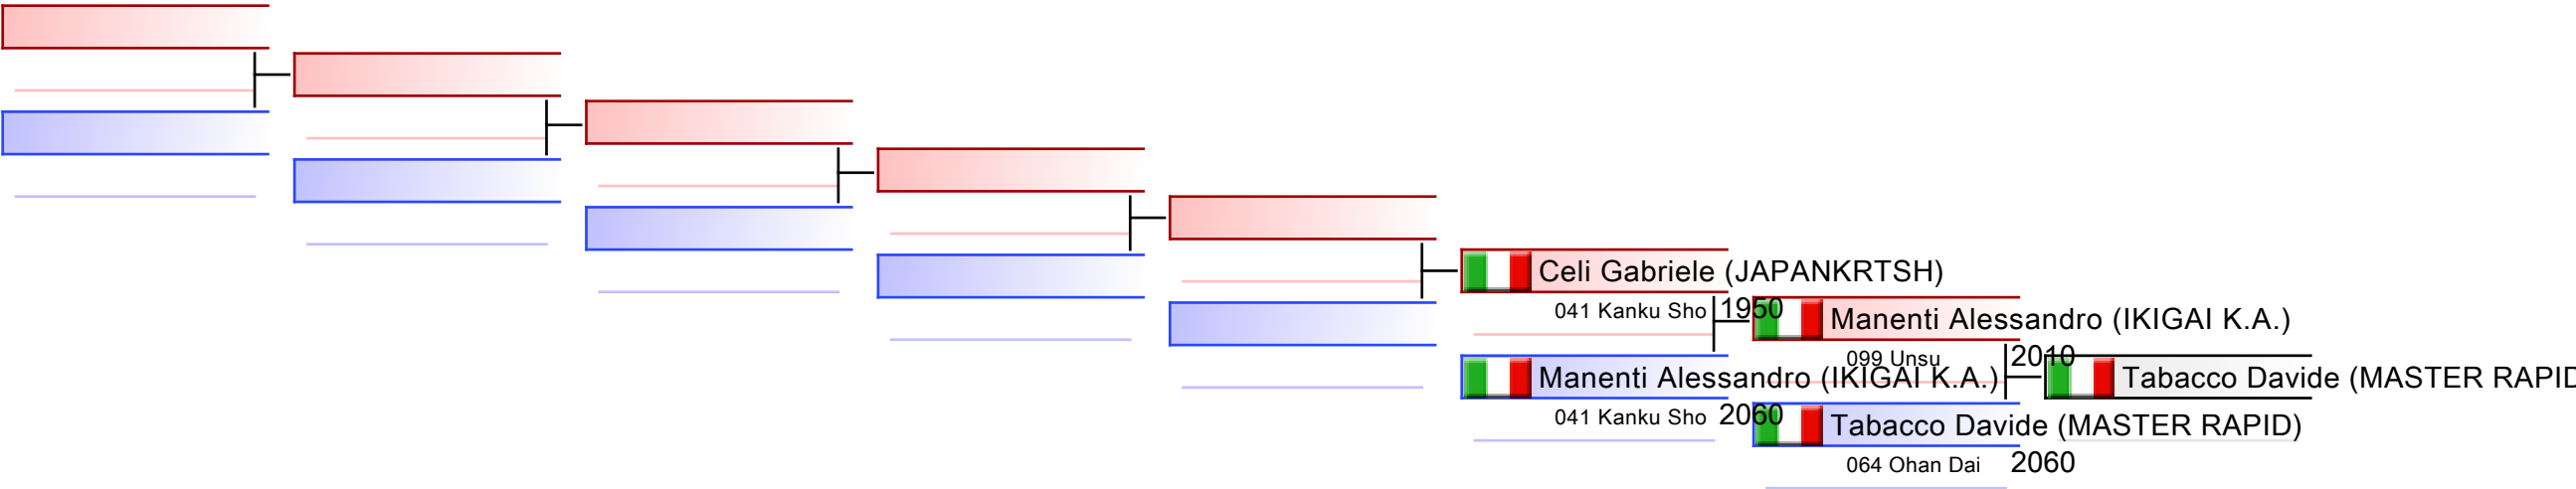 Celi Gabriele (JAPANKRTSH)
041 Kanku Sho 1950
Manenti Alessandro (IKIGAI K.A.)
041 Kanku Sho 2060
Manenti Alessandro (IKIGAI K.A.)
099 Unsu 2010
Tabacco Davide (MASTER RAPID)
064 Ohan Dai 2060
Tabacco Davide (MASTER RAPID